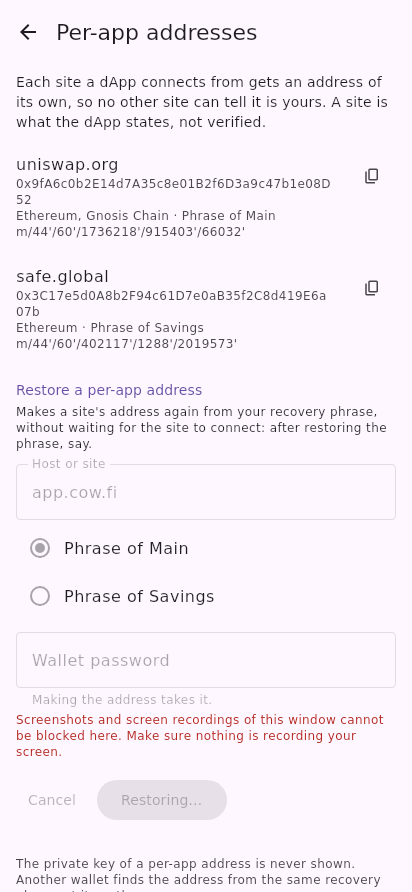 Per-app addresses
Each site a dApp connects from gets an address of
its own, so no other site can tell it is yours. A site is
what the dApp states, not verified.
uniswap.org
0x9fA6c0b2E14d7A35c8e01B2f6D3a9c47b1e08D
52
Ethereum, Gnosis Chain · Phrase of Main
m/44'/60'/1736218'/915403'/66032'
safe.global
0x3C17e5d0A8b2F94c61D7e0aB35f2C8d419E6a
07b
Ethereum · Phrase of Savings
m/44'/60'/402117'/1288'/2019573'
Restore a per-app address
Makes a site's address again from your recovery phrase,
without waiting for the site to connect: after restoring the
phrase, say.
Host or site
app.cow.fi
Phrase of Main
Phrase of Savings
Wallet password
Making the address takes it.
Screenshots and screen recordings of this window cannot
be blocked here. Make sure nothing is recording your
screen.
Cancel
Restoring...
The private key of a per-app address is never shown.
Another wallet finds the address from the same recovery